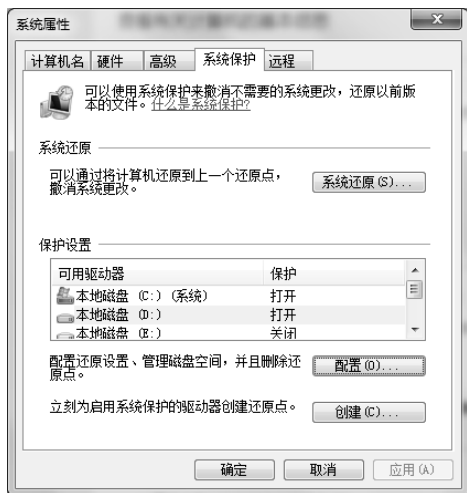 系统属性
计算机名 硬件 高级 系统保护 远程
可以使用系统保护来撤消不需要的系统更改，还原以前版
本的文件。什么是系统保护?
系统还原
可以通过将计算机还原到上一个还原点，
撤消系统更改。
系统还原(S)...
保护设置
可用驱动器 保护
本地磁盘 (C:) (系统) 打开
本地磁盘 (D:) 打开
本地磁盘 (E:) 关闭
配置还原设置、管理磁盘空间，并且删除还
原点。
配置(O)...
立刻为启用系统保护的驱动器创建还原点。
创建(C)...
确定 取消 应用(A)